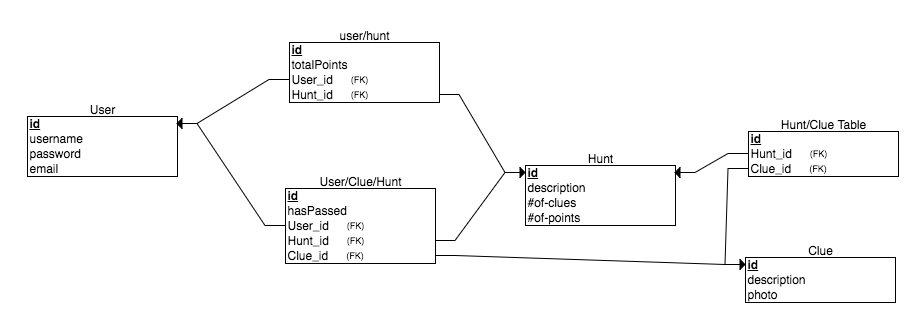 user/hunt
id
totalPoints
User_id (FK)
Hunt_id (FK)
User
id
username
password
email
User/Clue/Hunt
id
hasPassed
User_id (FK)
Hunt_id (FK)
Clue_id (FK)
Hunt
id
description
#of-clues
#of-points
Hunt/Clue Table
id
Hunt_id (FK)
Clue_id (FK)
Clue
id
description
photo